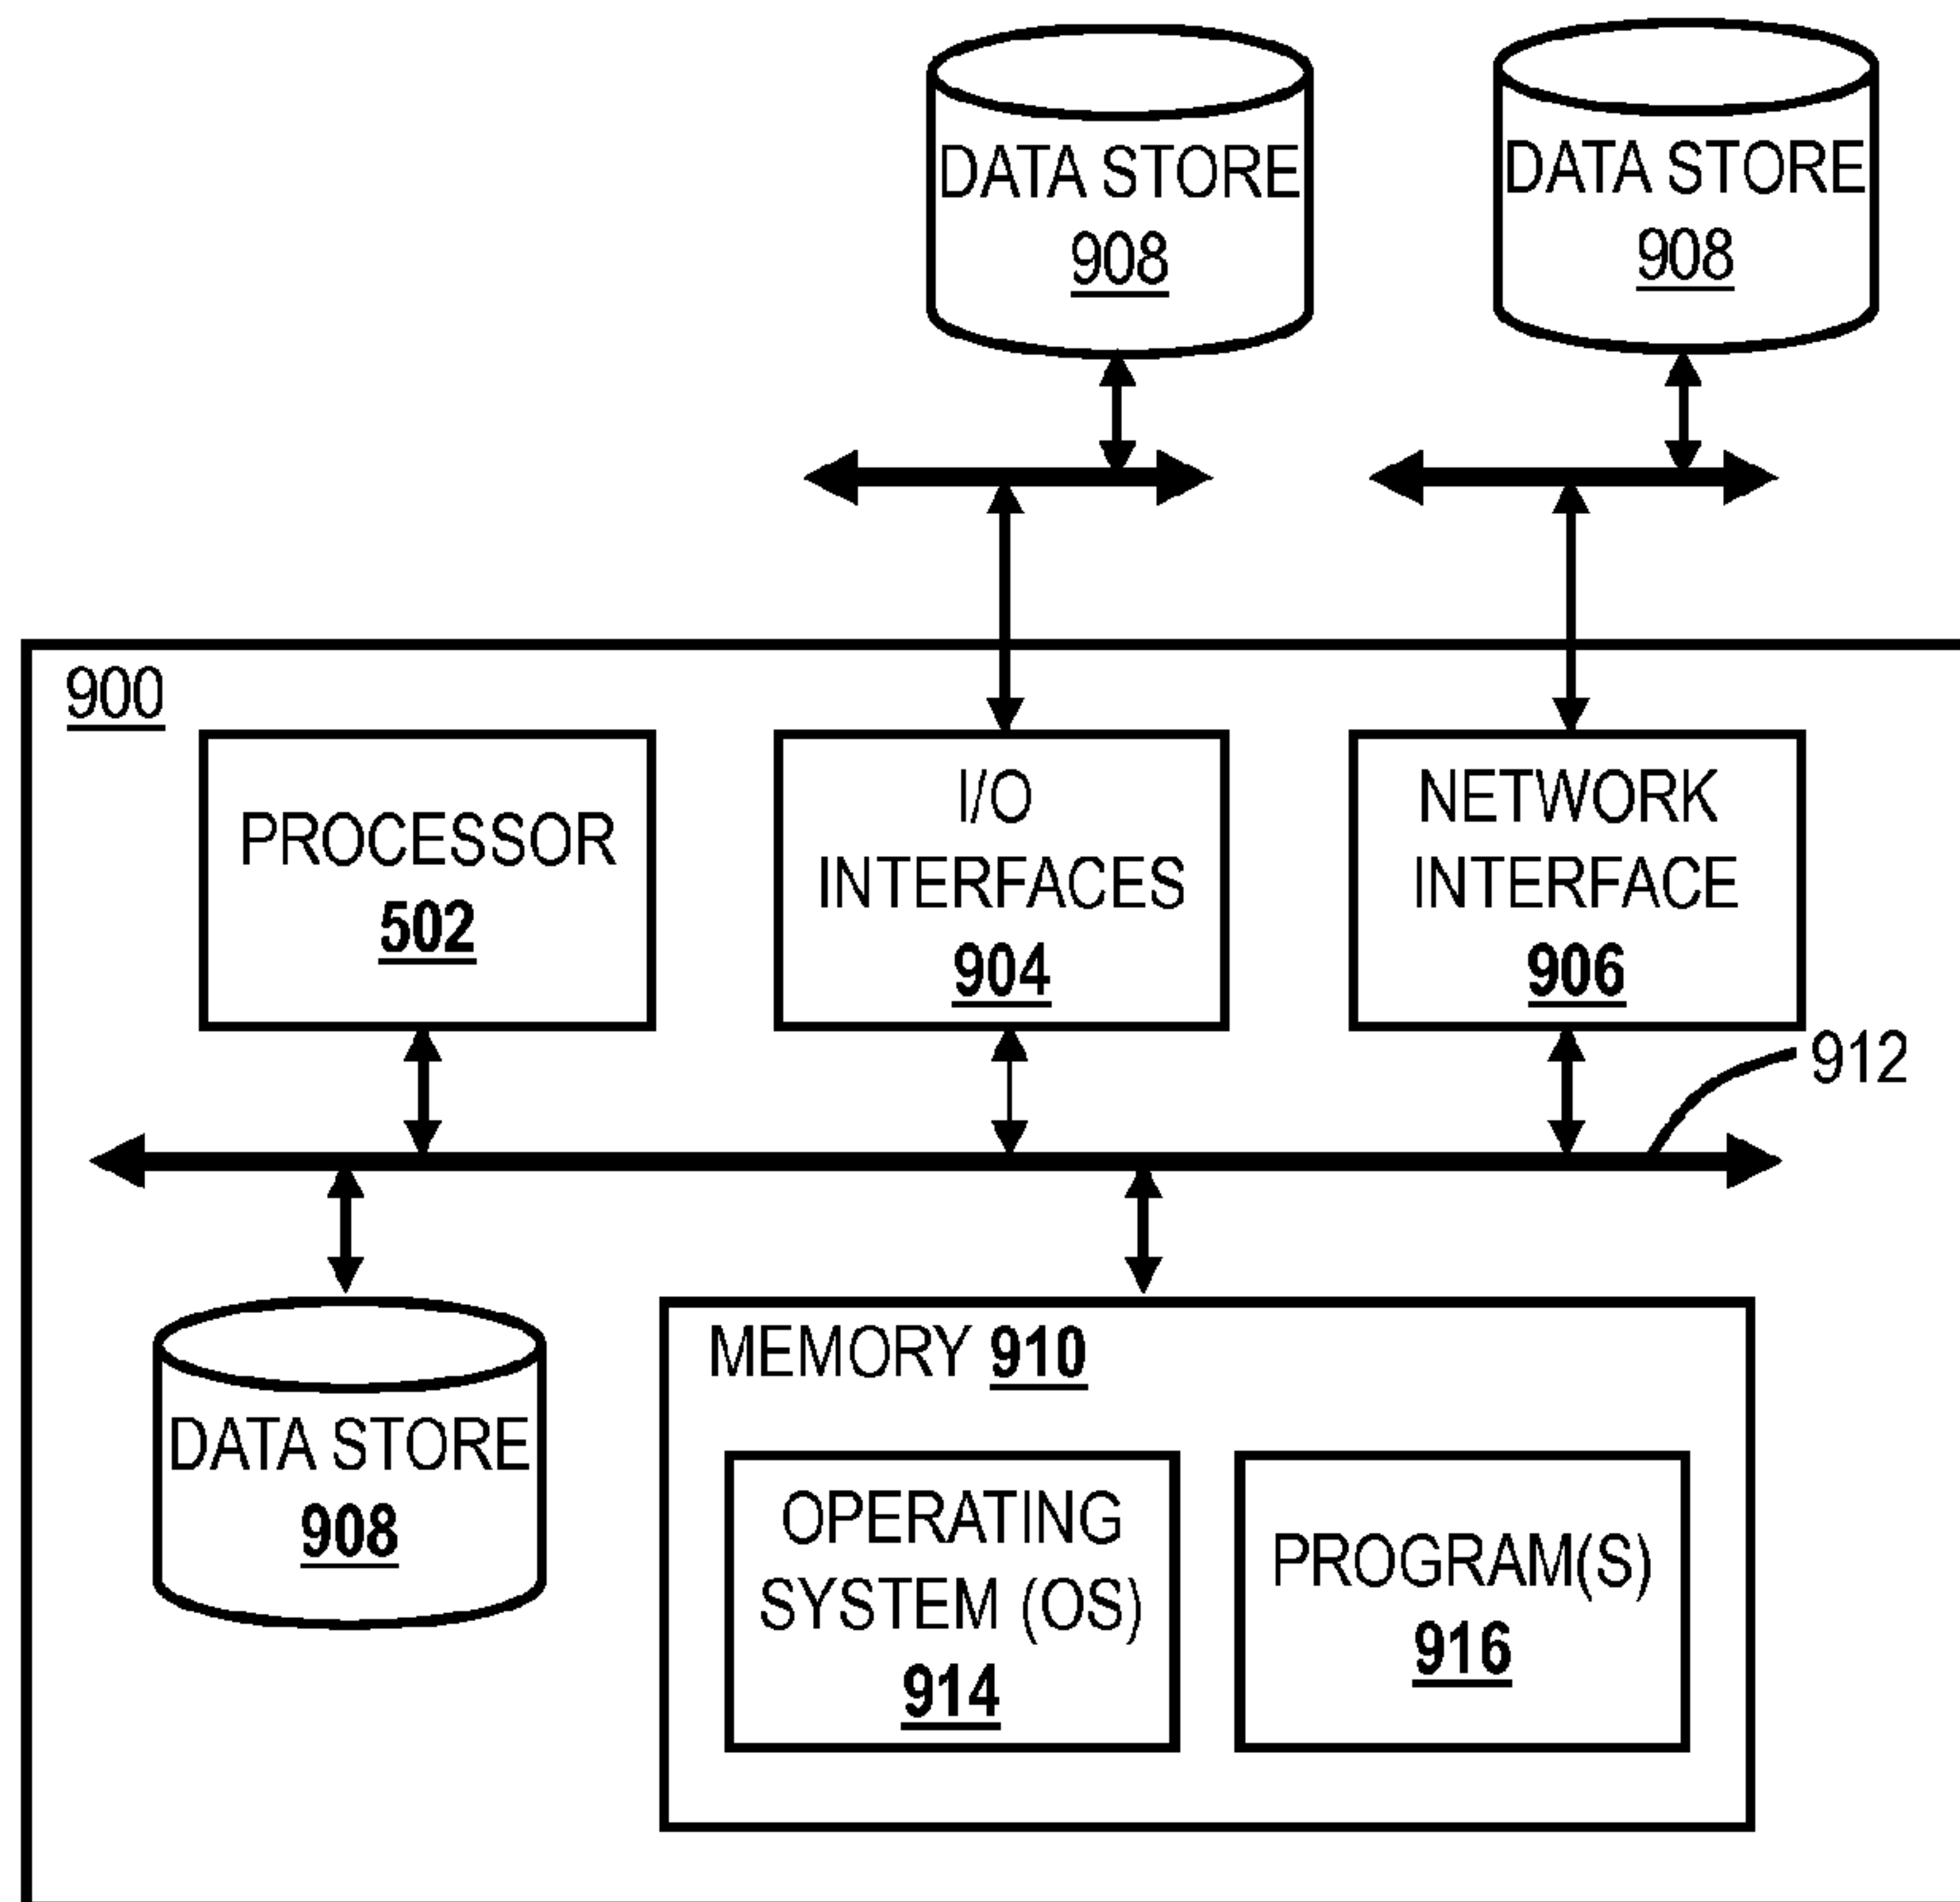 DATA STORE
908
DATA STORE
908
900
PROCESSOR
502
I/O
INTERFACES
904
NETWORK
INTERFACE
906
912
DATA STORE
908
MEMORY 910
OPERATING
SYSTEM (OS)
914
PROGRAM(S)
916